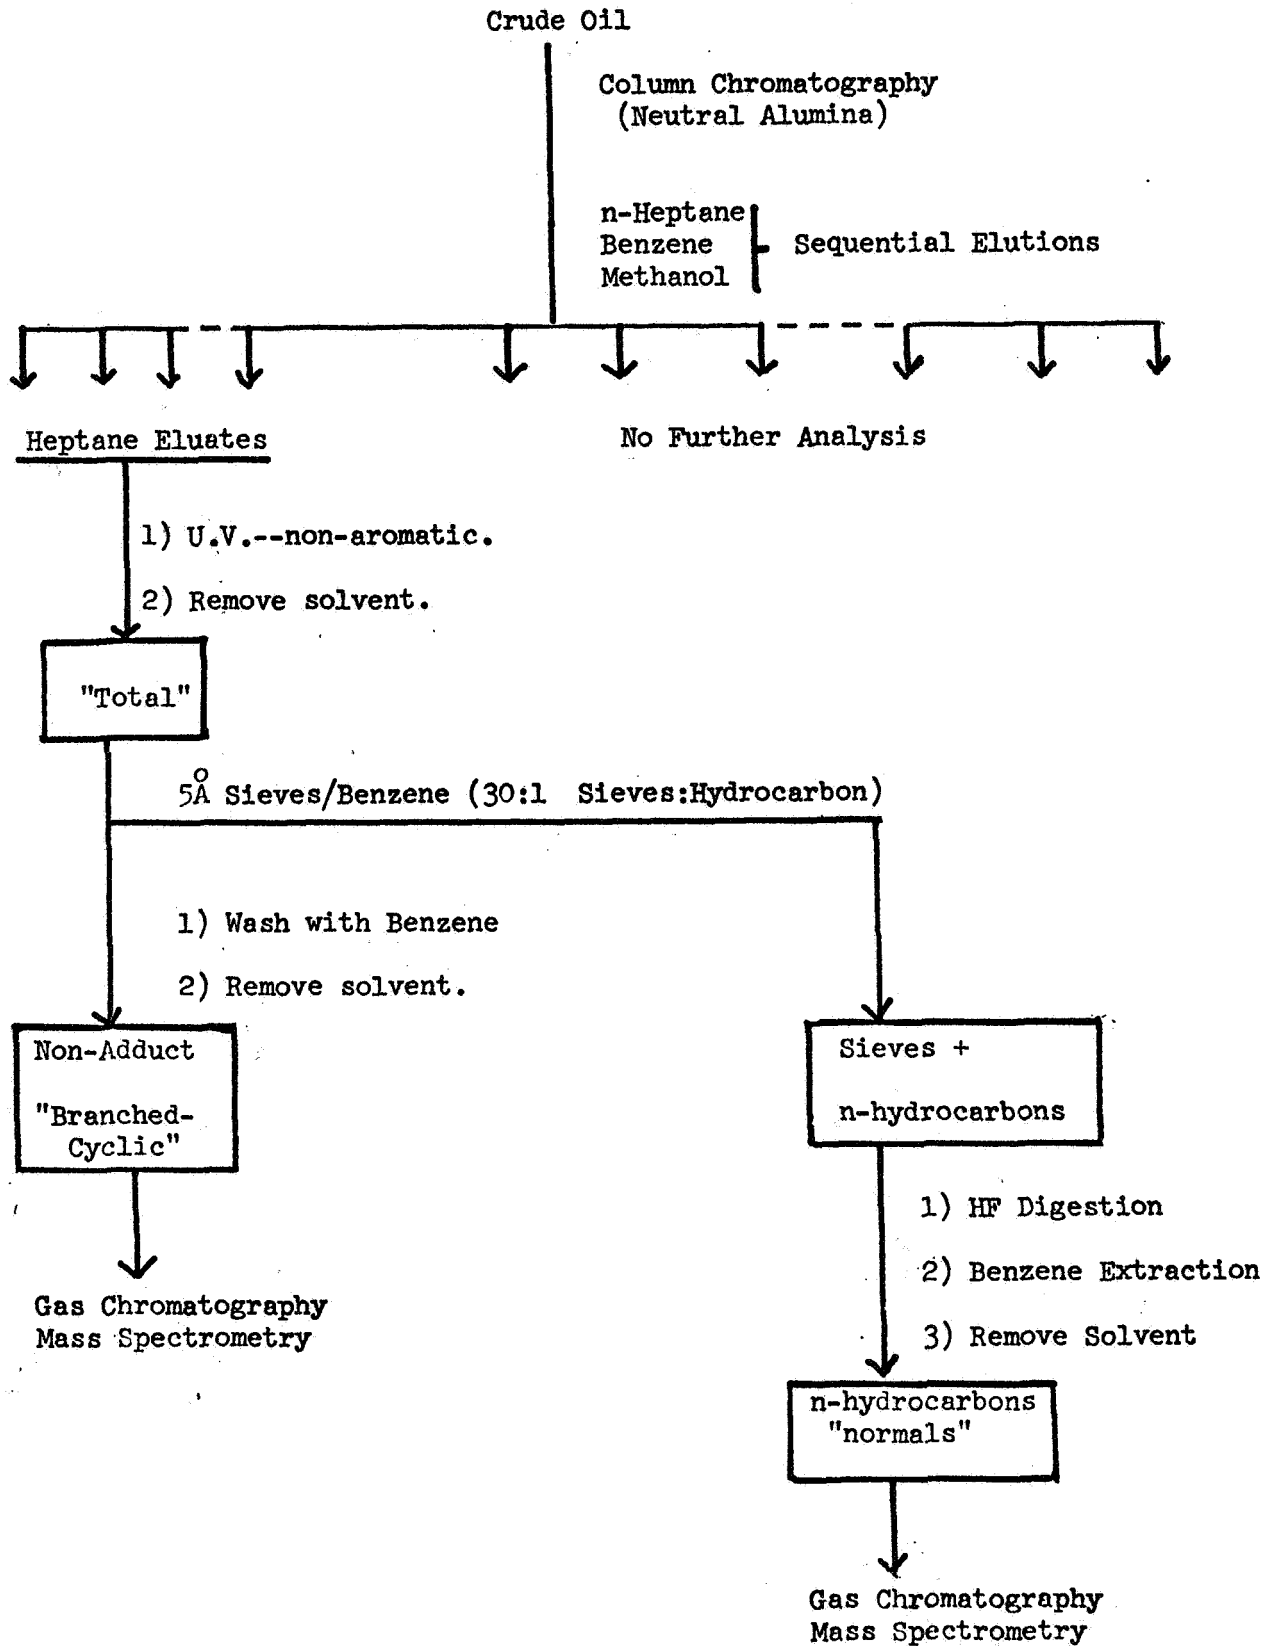 Crude Oil
Column Chromatography
(Neutral Alumina)
n-Heptane
Benzene
Methanol
Sequential Elutions
Heptane Eluates
No Further Analysis
1) U.V.--non-aromatic.
2) Remove solvent.
"Total"
5Å Sieves/Benzene (30:1 Sieves:Hydrocarbon)
1) Wash with Benzene
2) Remove solvent.
Non-Adduct
"Branched-
Cyclic"
Gas Chromatography
Mass Spectrometry
Sieves +
n-hydrocarbons
1) HF Digestion
2) Benzene Extraction
3) Remove Solvent
n-hydrocarbons
"normals"
Gas Chromatography
Mass Spectrometry